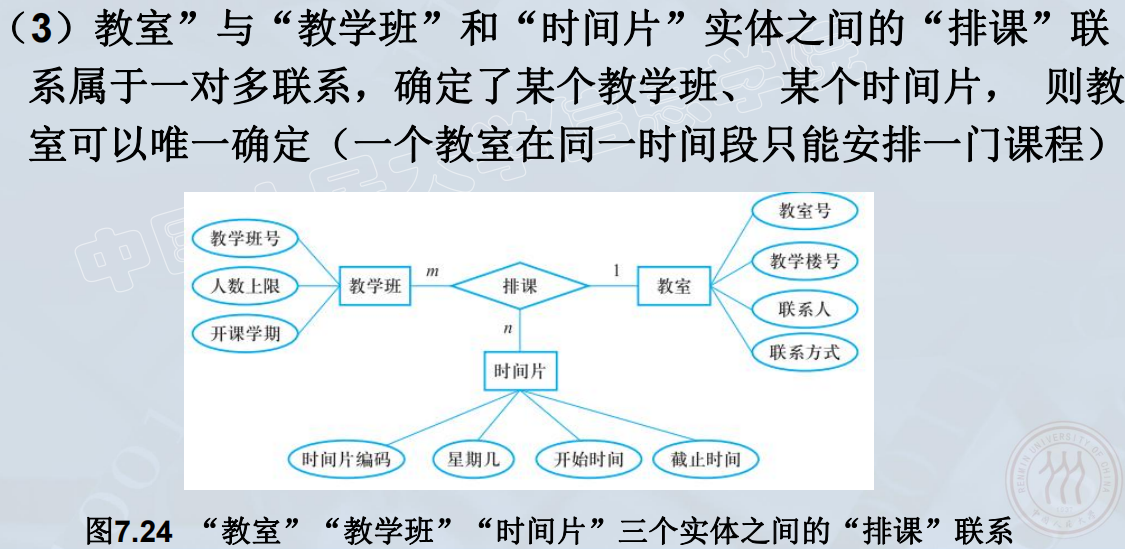 （3）教室”与“教学班”和“时间片”实体之间的“排课”联
系属于一对多联系，确定了某个教学班、 某个时间片， 则教
室可以唯一确定（一个教室在同一时间段只能安排一门课程）
教室号
教学班号
教学楼号
m
1
人数上限
教学班
排课
教室
联系人
n
开课学期
联系方式
时间片
时间片编码
星期几
开始时间
截止时间
图7.24 “教室”“教学班”“时间片”三个实体之间的“排课”联系